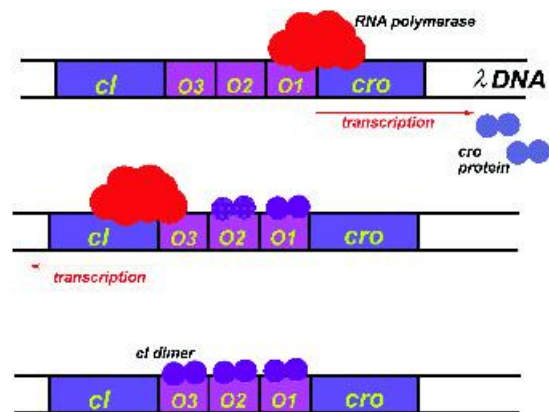 RNA polymerase
cI O3 O2 O1 cro λ DNA
transcription
cro
protein
cI O3 O2 O1 cro
transcription
cI dimer
cI O3 O2 O1 cro